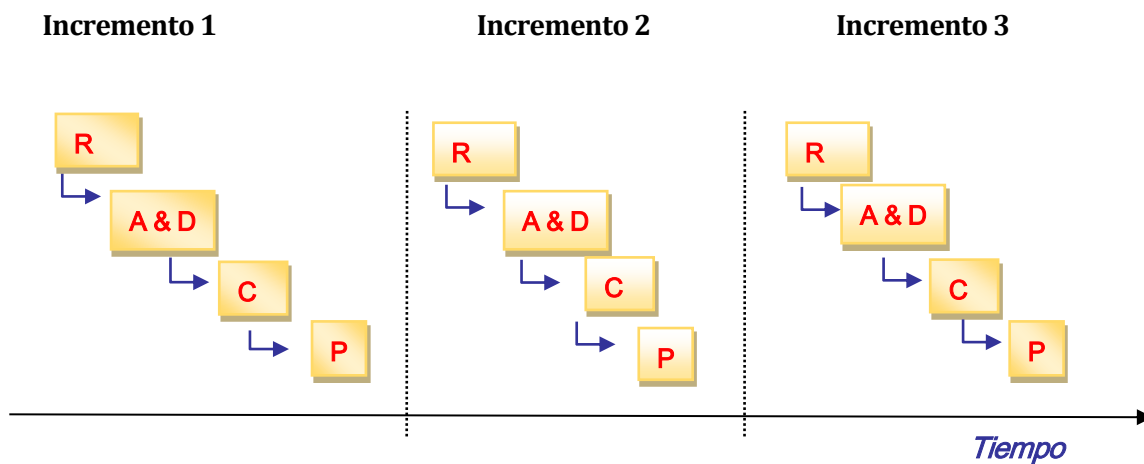 Incremento 1
Incremento 2
Incremento 3
R
R
R
A & D
A & D
A & D
C
C
C
P
P
P
Tiempo